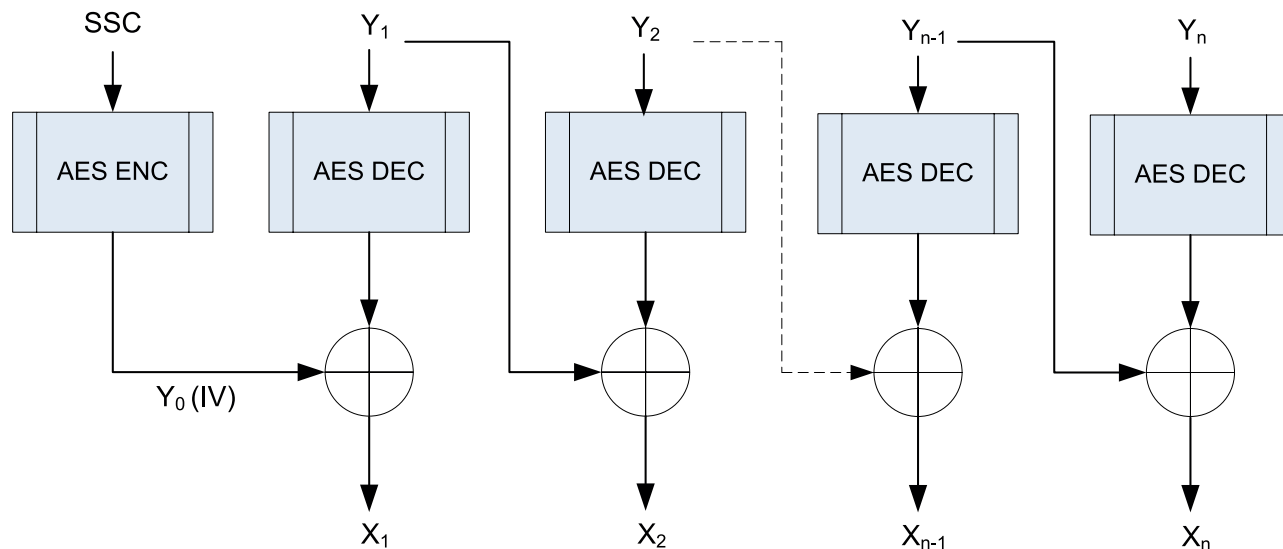 SSC Y₁ Y₂ Yₙ₋₁ Yₙ
AES ENC AES DEC AES DEC AES DEC AES DEC
Y₀ (IV)
X₁ X₂ Xₙ₋₁ Xₙ